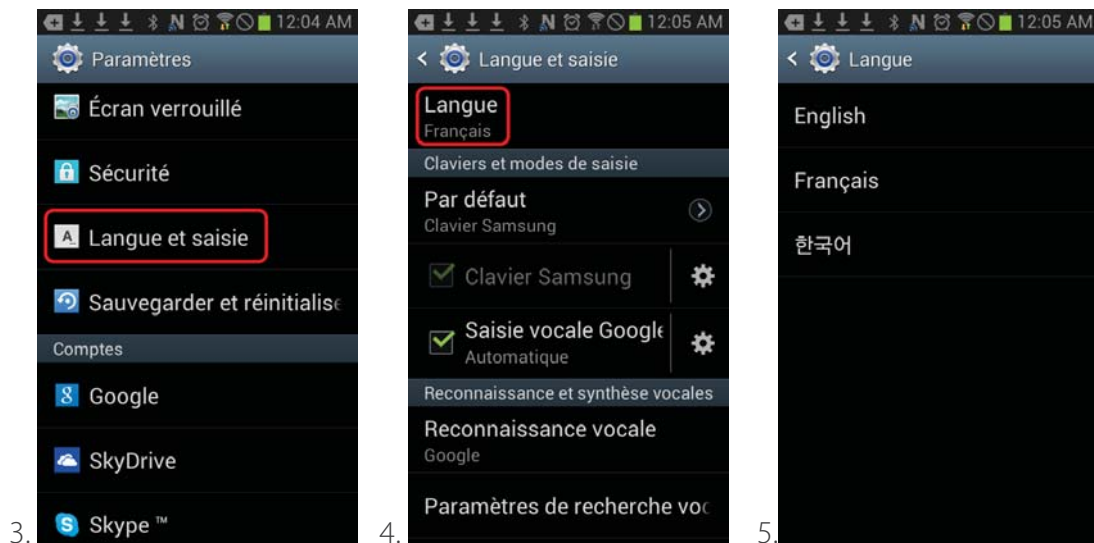 12:04 AM
Paramètres
Écran verrouillé
Sécurité
A Langue et saisie
Sauvegarder et réinitialise
Comptes
8 Google
SkyDrive
S Skype ™
3.
12:05 AM
< Langue et saisie
Langue
Français
Claviers et modes de saisie
Par défaut
Clavier Samsung
Clavier Samsung
Saisie vocale Google
Automatique
Reconnaissance et synthèse vocales
Reconnaissance vocale
Google
Paramètres de recherche voc
4.
12:05 AM
< Langue
English
Français
한국어
5.